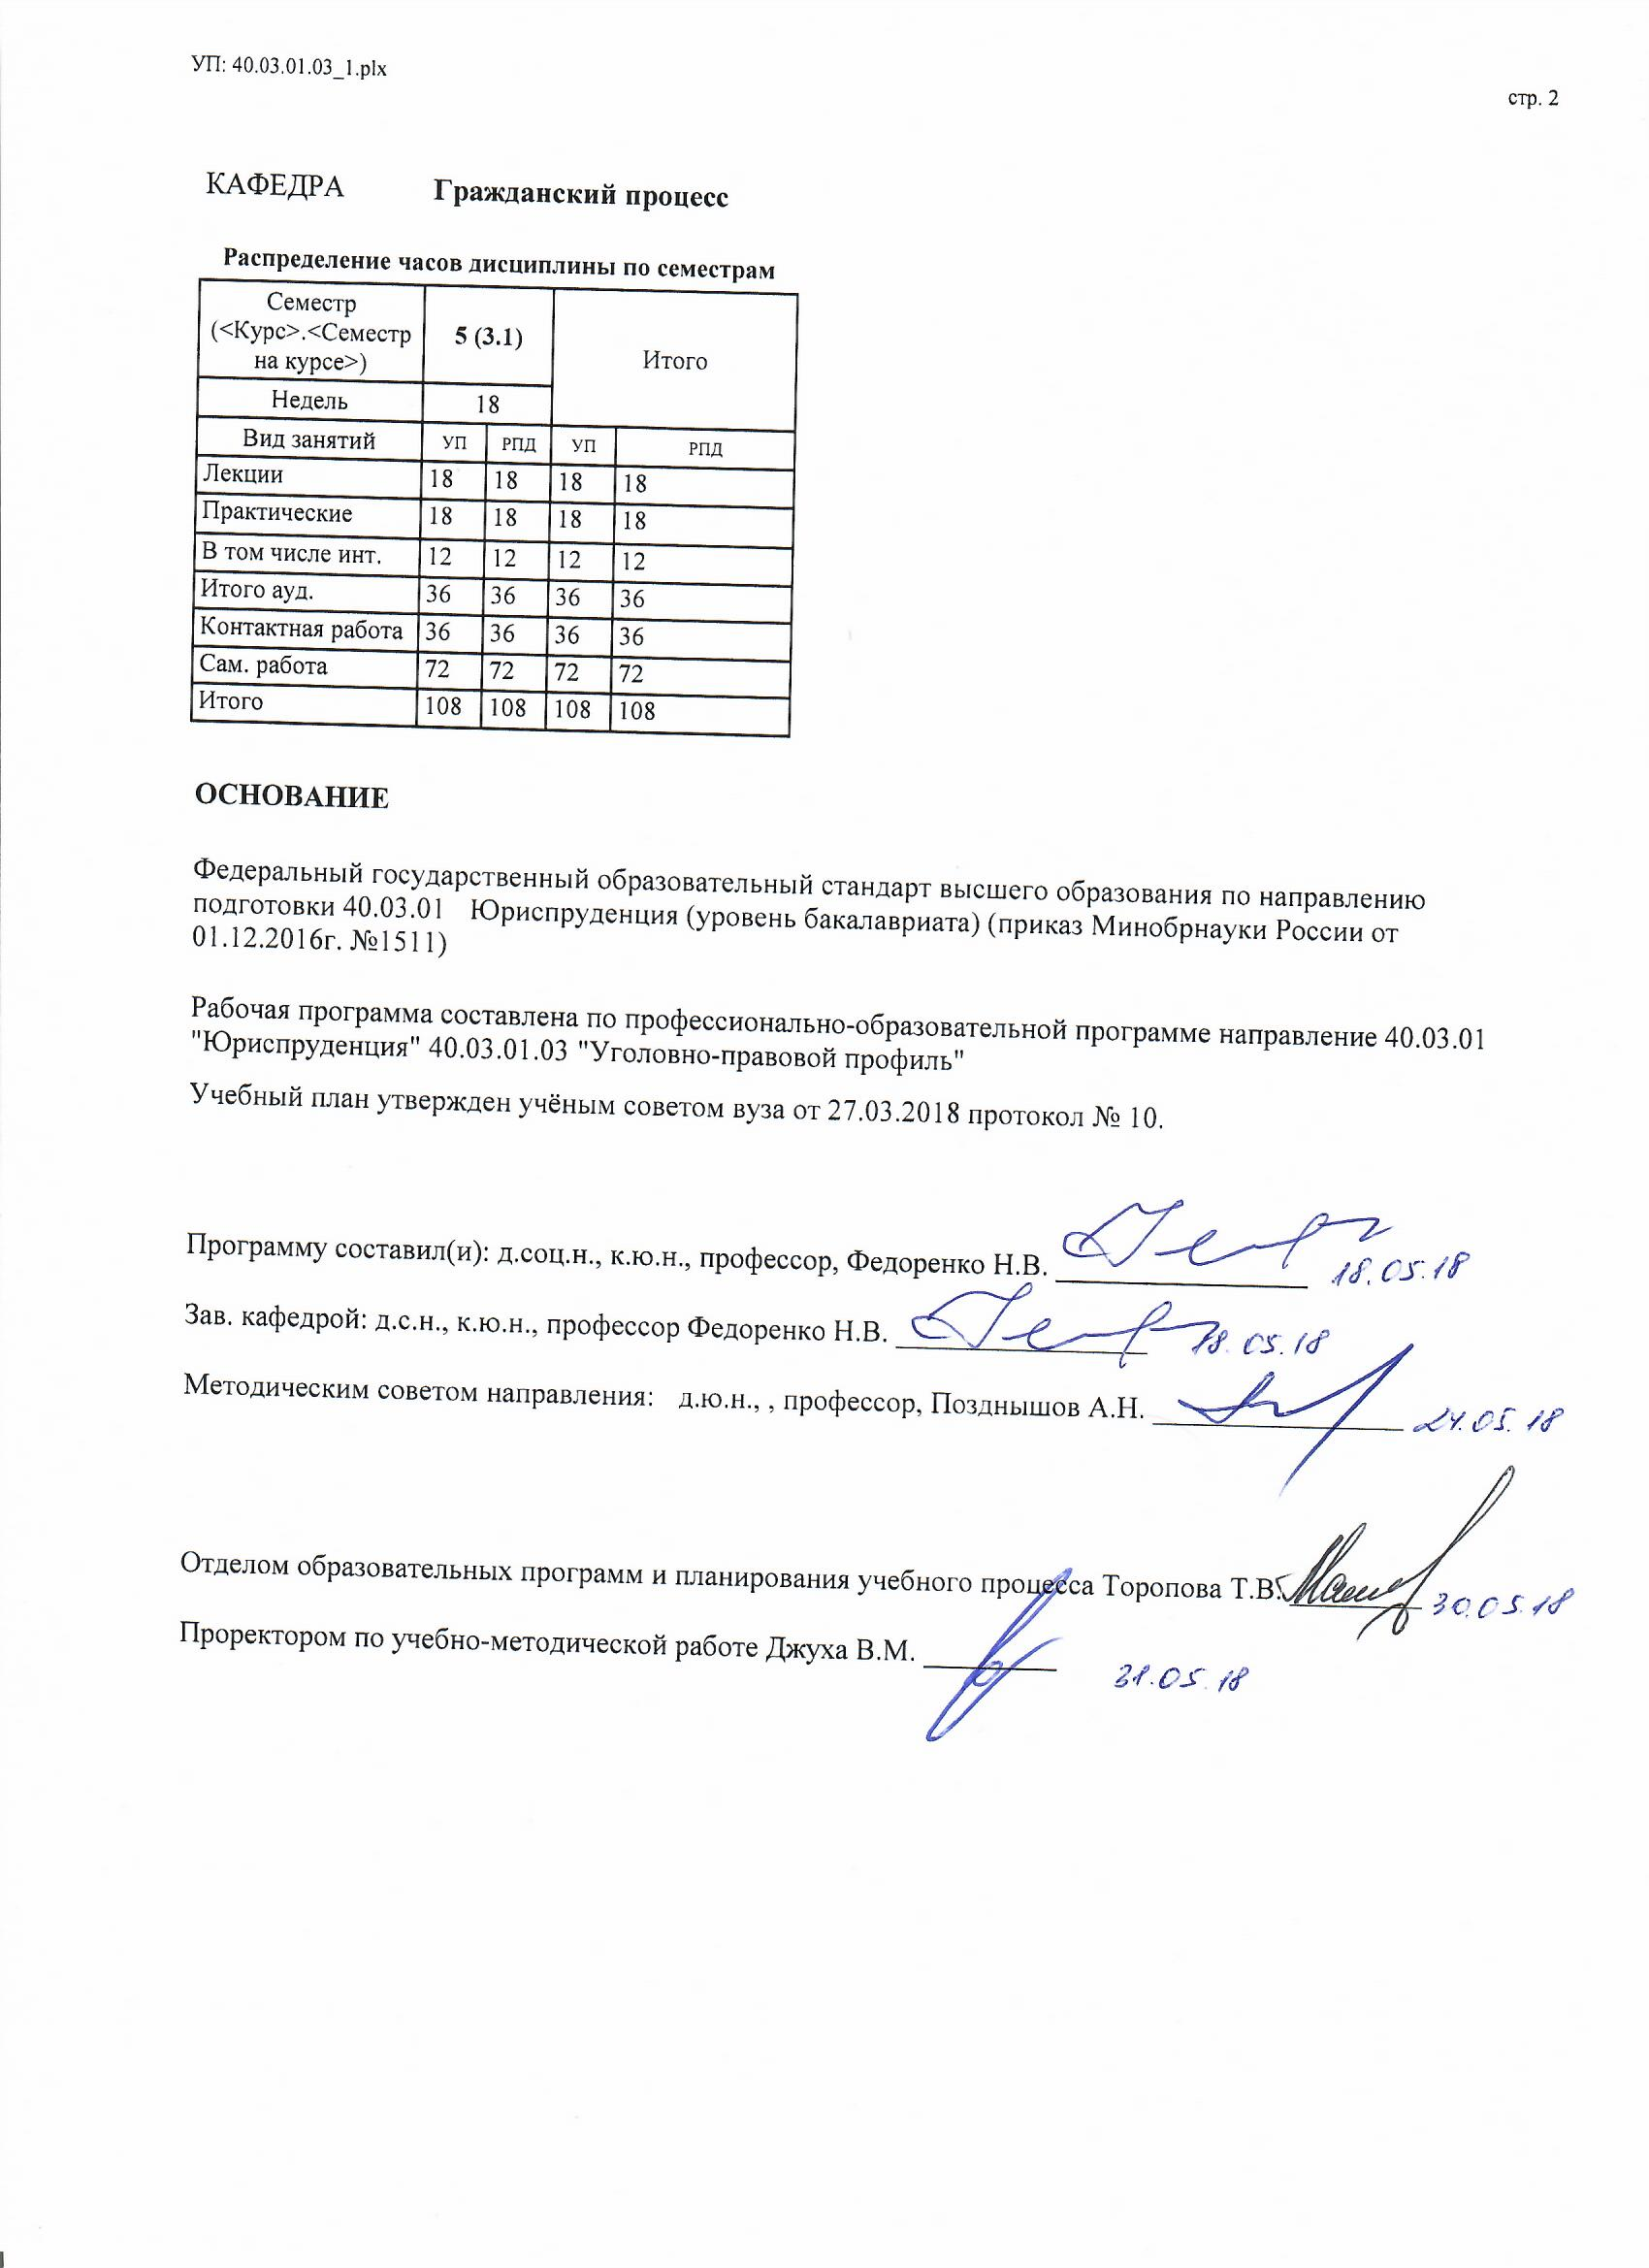 УП: 40.03.01.03_1.plx
стр. 2
КАФЕДРА Гражданский процесс
Распределение часов дисциплины по семестрам
Семестр
(<Курс>.<Семестр
на курсе>)
5 (3.1)
Итого
Недель 18
Вид занятий УП РПД УП РПД
Лекции 18 18 18 18
Практические 18 18 18 18
В том числе инт. 12 12 12 12
Итого ауд. 36 36 36 36
Контактная работа 36 36 36 36
Сам. работа 72 72 72 72
Итого 108 108 108 108
ОСНОВАНИЕ
Федеральный государственный образовательный стандарт высшего образования по направлению
подготовки 40.03.01 Юриспруденция (уровень бакалавриата) (приказ Минобрнауки России от
01.12.2016г. №1511)
Рабочая программа составлена по профессионально-образовательной программе направление 40.03.01
"Юриспруденция" 40.03.01.03 "Уголовно-правовой профиль"
Учебный план утвержден учёным советом вуза от 27.03.2018 протокол № 10.
Программу составил(и): д.соц.н., к.ю.н., профессор, Федоренко Н.В. 18.05.18
Зав. кафедрой: д.с.н., к.ю.н., профессор Федоренко Н.В. 18.05.18
Методическим советом направления: д.ю.н., , профессор, Позднышов А.Н. 24.05.18
Отделом образовательных программ и планирования учебного процесса Торопова Т.В. 30.05.18
Проректором по учебно-методической работе Джуха В.М. 31.05.18